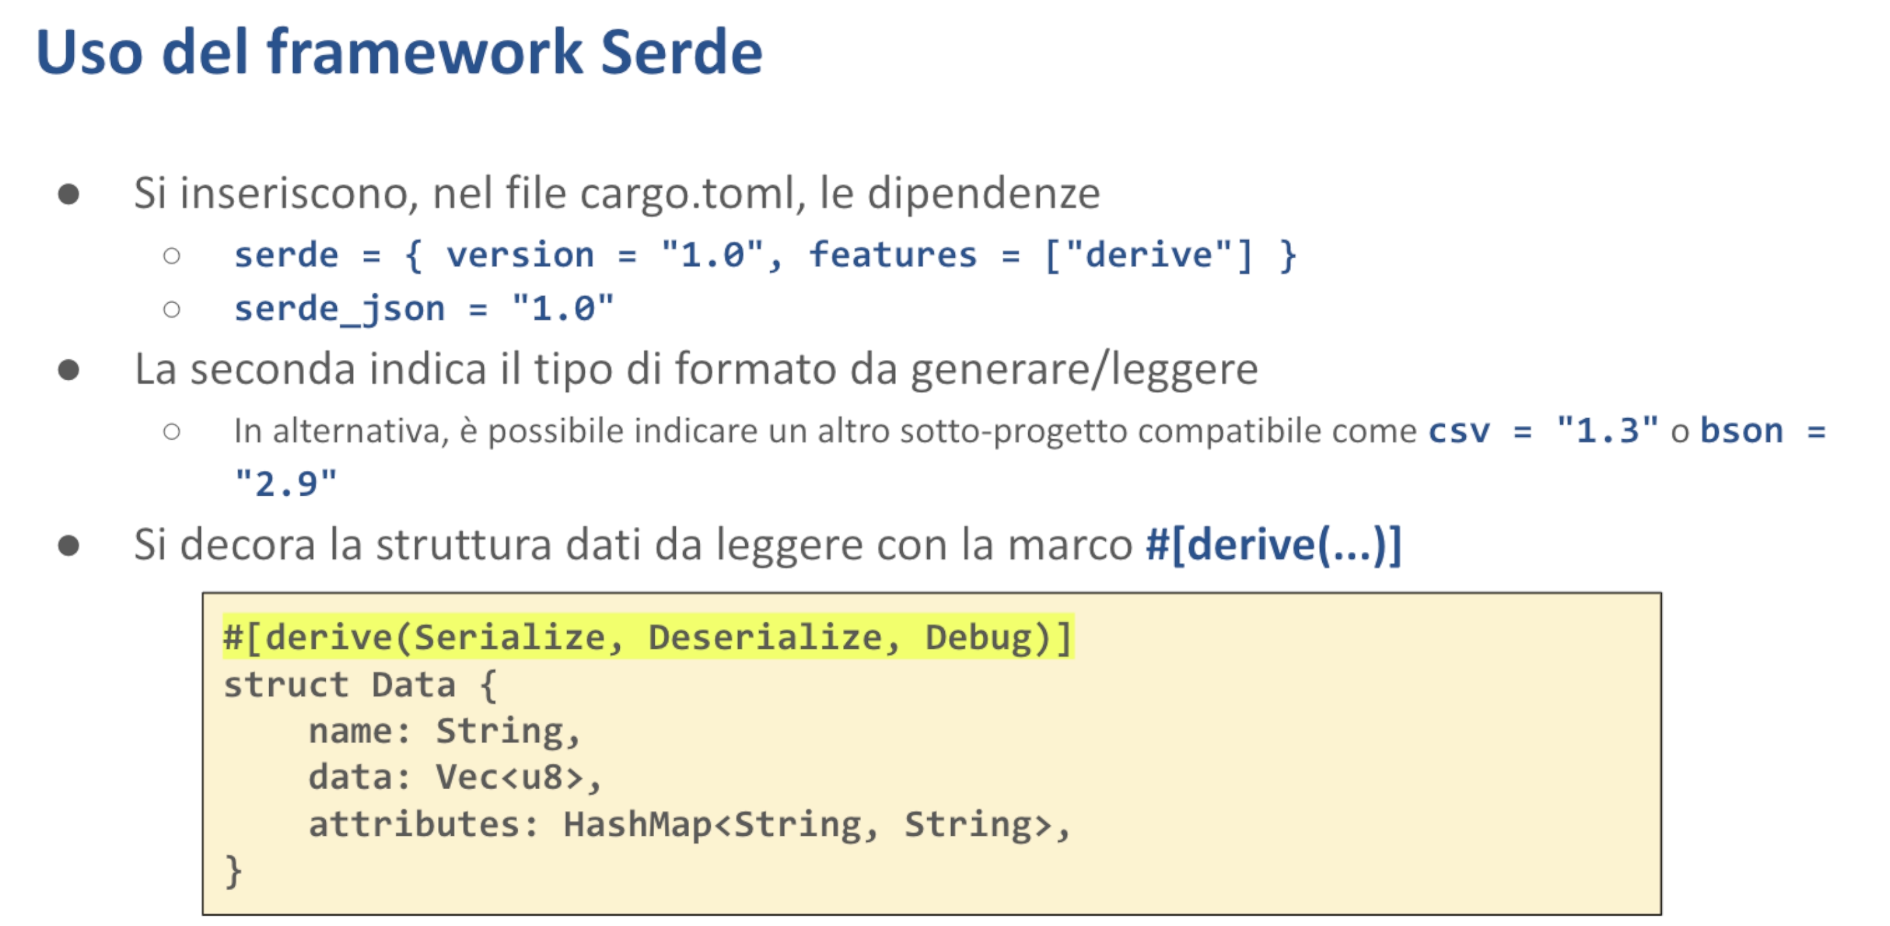 Uso del framework Serde
● Si inseriscono, nel file cargo.toml, le dipendenze
○ serde = { version = "1.0", features = ["derive"] }
○ serde_json = "1.0"
● La seconda indica il tipo di formato da generare/leggere
○ In alternativa, è possibile indicare un altro sotto-progetto compatibile come csv = "1.3" o bson =
"2.9"
● Si decora la struttura dati da leggere con la marco #[derive(...)]
#[derive(Serialize, Deserialize, Debug)]
struct Data {
    name: String,
    data: Vec<u8>,
    attributes: HashMap<String, String>,
}